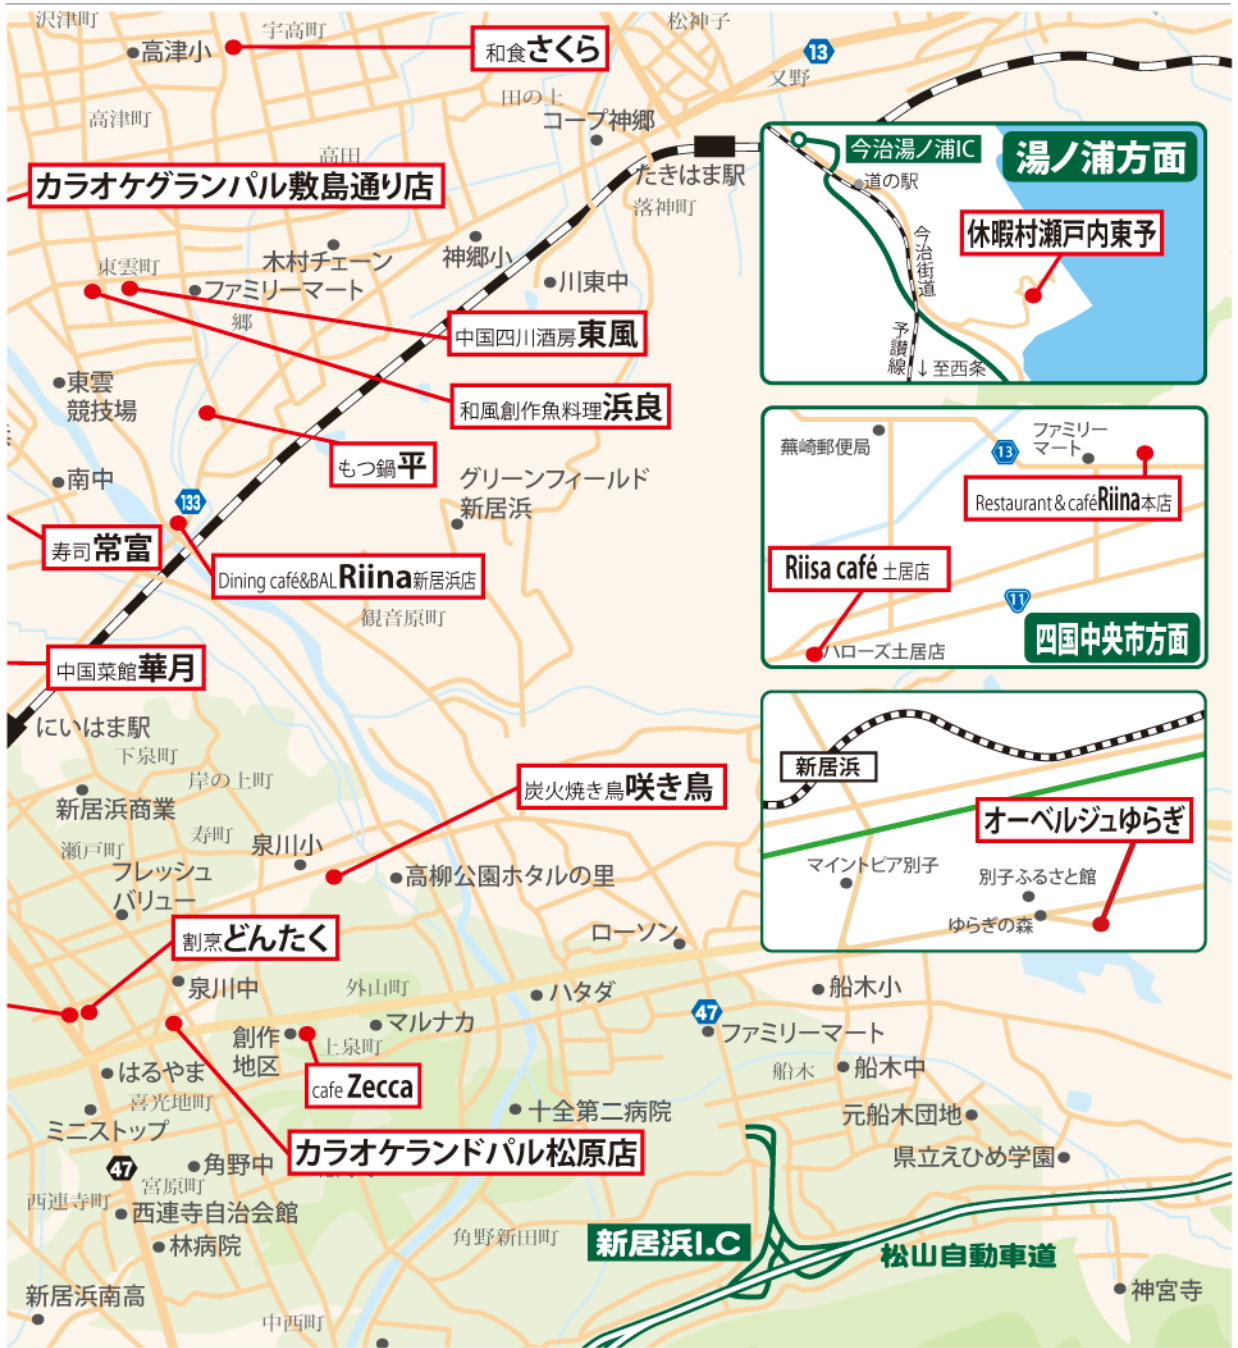 沢津町
宇高町
松神子
高津小
和食さくら
13
又野
高津町
田の上
コープ神郷
高田
たきはま駅
落神町
カラオケグランパル敷島通り店
今治湯ノ浦IC
湯ノ浦方面
道の駅
休暇村瀬戸内東予
今治街道
予讃線
↓至西条
東雲町
木村チェーン
神郷小
ファミリーマート
川東中
郷
中国四川酒房東風
東雲
競技場
和風創作魚料理浜良
もつ鍋平
南中
グリーンフィールド
新居浜
蕪崎郵便局
13
ファミリー
マート
Restaurant&caféRiina本店
Riisa café 土居店
11
四国中央市方面
ハローズ土居店
133
寿司常富
Dining café&BAL Riina新居浜店
観音原町
中国菜館華月
にいはま駅
下泉町
岸の上町
新居浜商業
炭火焼き鳥咲き鳥
新居浜
オーベルジュゆらぎ
マイントピア別子
別子ふるさと館
ゆらぎの森
寿町
泉川小
瀬戸町
フレッシュ
バリュー
高柳公園ホタルの里
割烹どんたく
ローソン
泉川中
外山町
ハタダ
船木小
マルナカ
47
ファミリーマート
創作
地区
上泉町
はるやま
cafe Zecca
船木
船木中
喜光地町
ミニストップ
十全第二病院
元船木団地
カラオケランドパル松原店
県立えひめ学園
47
角野中
宮原町
西連寺町
西連寺自治会館
角野新田町
新居浜I.C
松山自動車道
林病院
新居浜南高
神宮寺
中西町